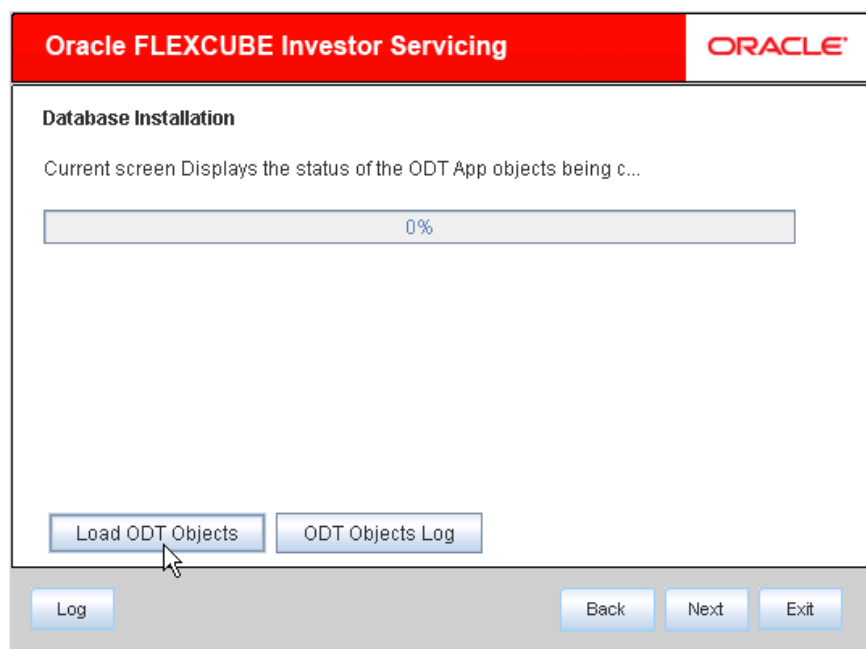 Oracle FLEXCUBE Investor Servicing
ORACLE
Database Installation
Current screen Displays the status of the ODT App objects being c...
0%
Load ODT Objects
ODT Objects Log
Log
Back
Next
Exit